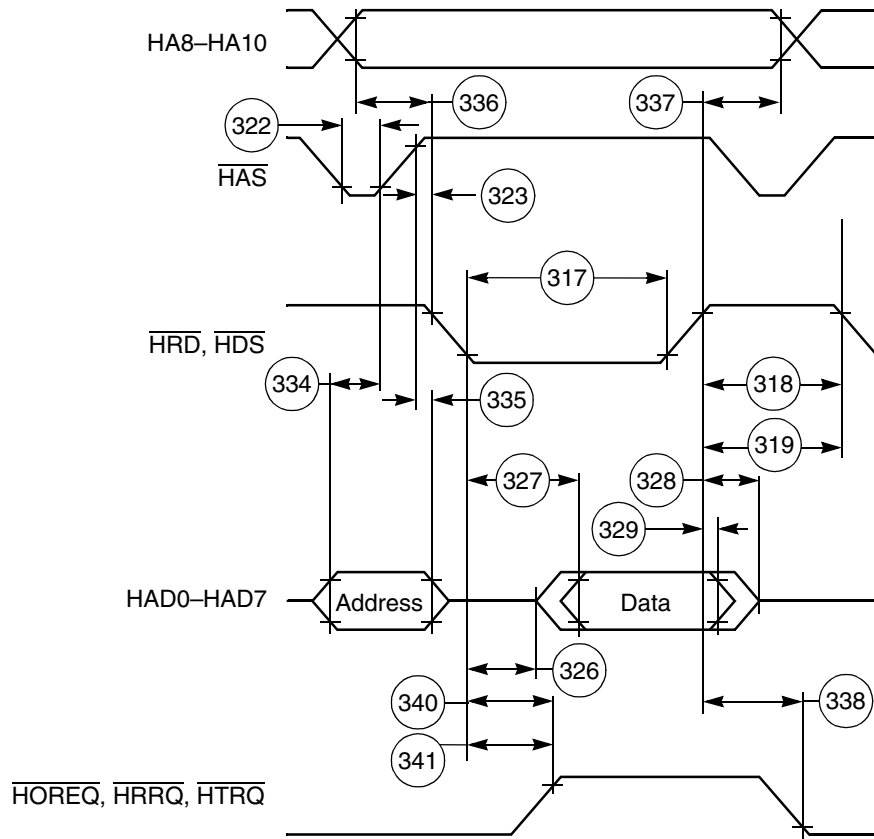 HA8–HA10
336
337
322
HAS
323
317
HRD, HDS
334
335
318
319
327
328
329
HAD0–HAD7
Address
Data
326
340
338
341
HOREQ, HRRQ, HTRQ